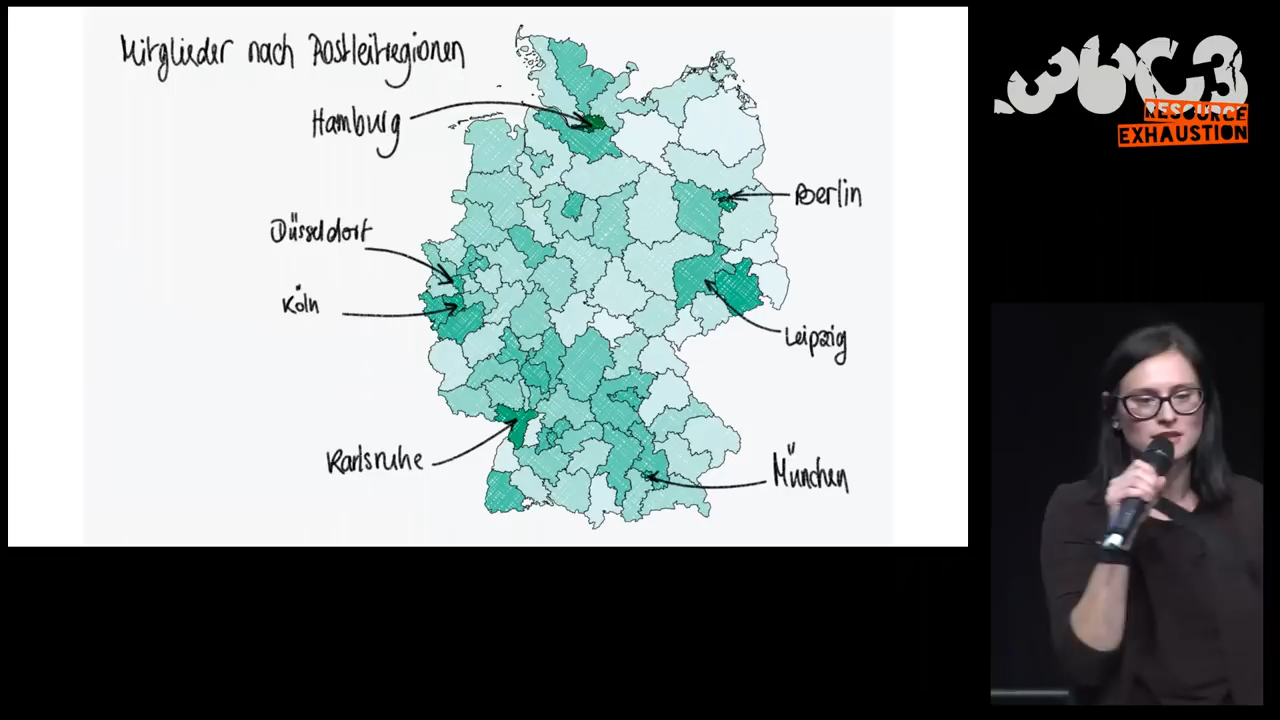 Mitglieder nach Postleitregionen
Hamburg
Berlin
Düsseldorf
Köln
Leipzig
Karlsruhe
München
36C3
RESOURCE
EXHAUSTION